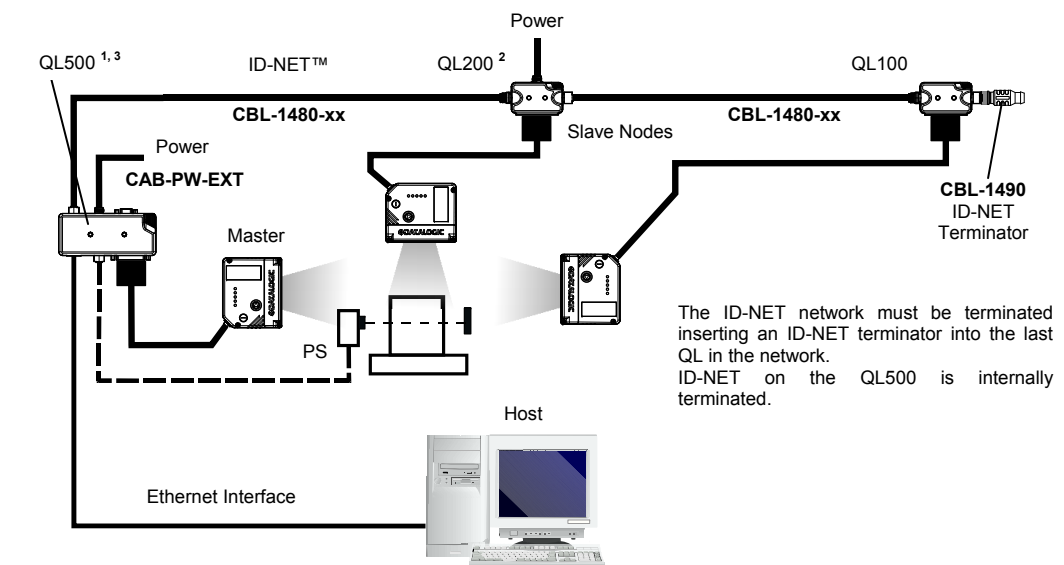 Power
QL500 1, 3
ID-NET™
QL200 2
QL100
CBL-1480-xx
CBL-1480-xx
Slave Nodes
Power
CAB-PW-EXT
CBL-1490
ID-NET
Terminator
Master
DATALOGIC
DATALOGIC
DATALOGIC
PS
The ID-NET network must be terminated
inserting an ID-NET terminator into the last
QL in the network.
ID-NET on the QL500 is internally
terminated.
Host
Ethernet Interface